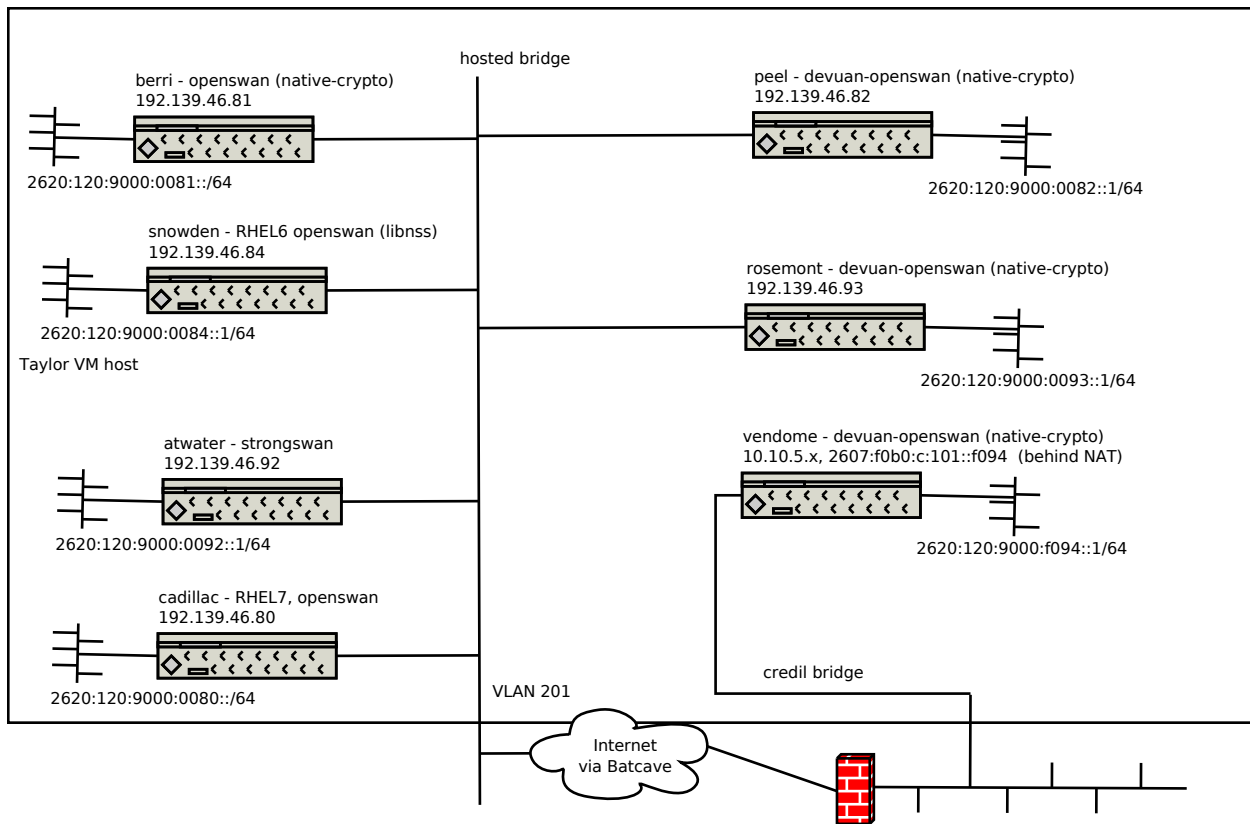 hosted bridge
berri - openswan (native-crypto)
192.139.46.81
2620:120:9000:0081::/64
peel - devuan-openswan (native-crypto)
192.139.46.82
2620:120:9000:0082::1/64
snowden - RHEL6 openswan (libnss)
192.139.46.84
2620:120:9000:0084::1/64
Taylor VM host
rosemont - devuan-openswan (native-crypto)
192.139.46.93
2620:120:9000:0093::1/64
atwater - strongswan
192.139.46.92
2620:120:9000:0092::1/64
vendome - devuan-openswan (native-crypto)
10.10.5.x, 2607:f0b0:c:101::f094 (behind NAT)
2620:120:9000:f094::1/64
cadillac - RHEL7, openswan
192.139.46.80
2620:120:9000:0080::/64
VLAN 201
credil bridge
Internet
via Batcave